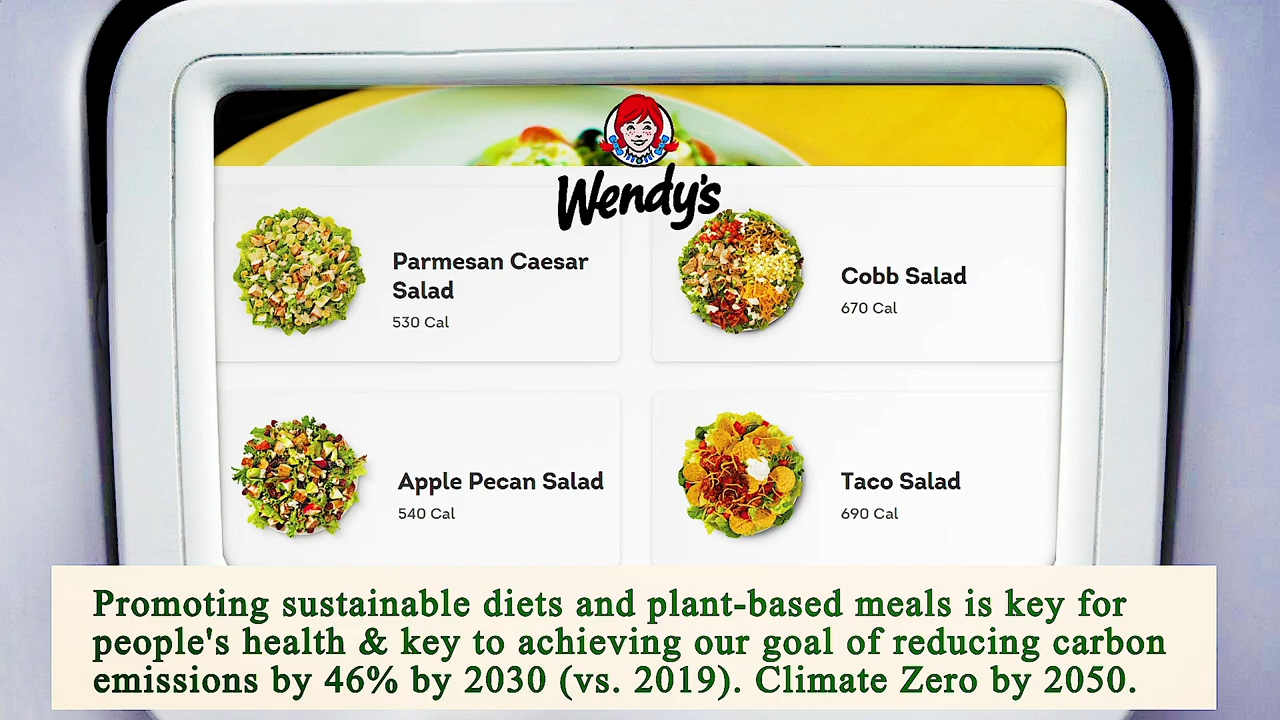 Wendy's
Parmesan Caesar
Salad
530 Cal
Cobb Salad
670 Cal
Apple Pecan Salad
540 Cal
Taco Salad
690 Cal
Promoting sustainable diets and plant-based meals is key for
people's health & key to achieving our goal of reducing carbon
emissions by 46% by 2030 (vs. 2019). Climate Zero by 2050.